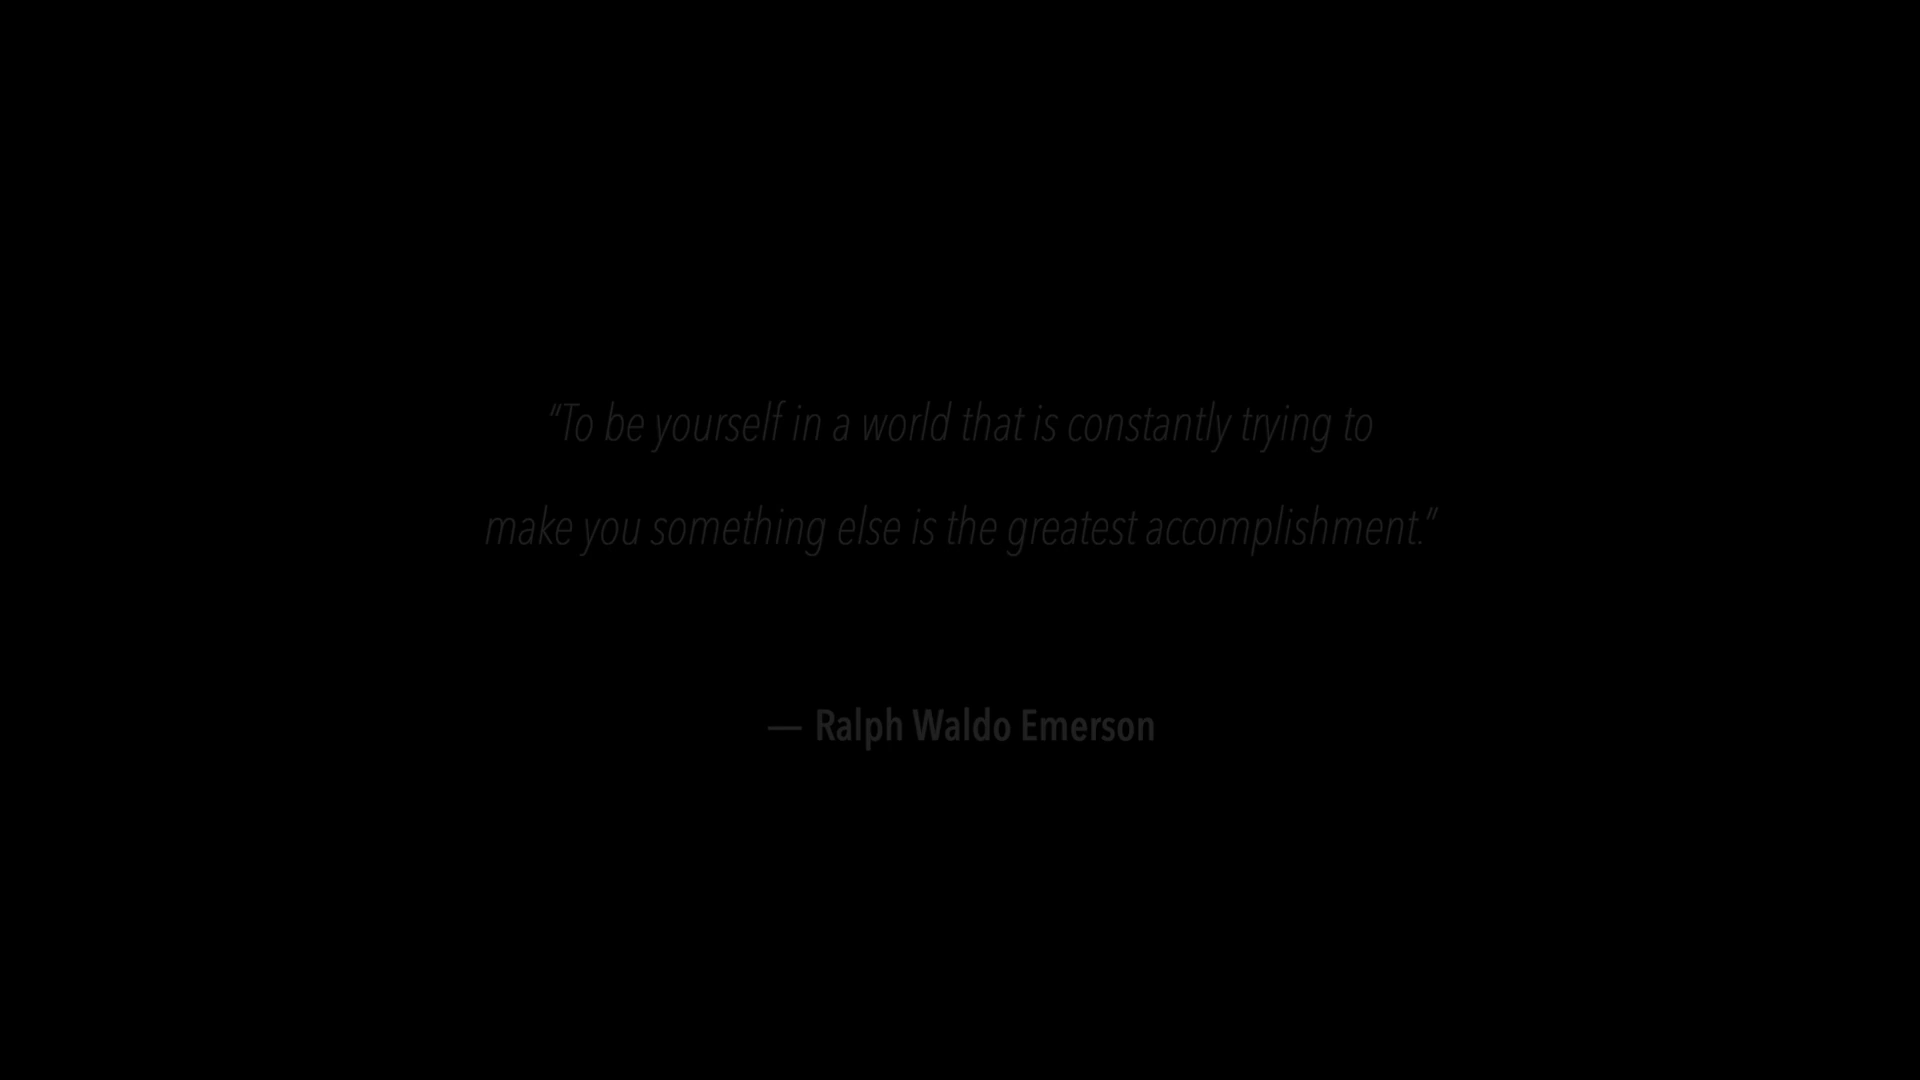 “To be yourself in a world that is constantly trying to
make you something else is the greatest accomplishment.”
— Ralph Waldo Emerson